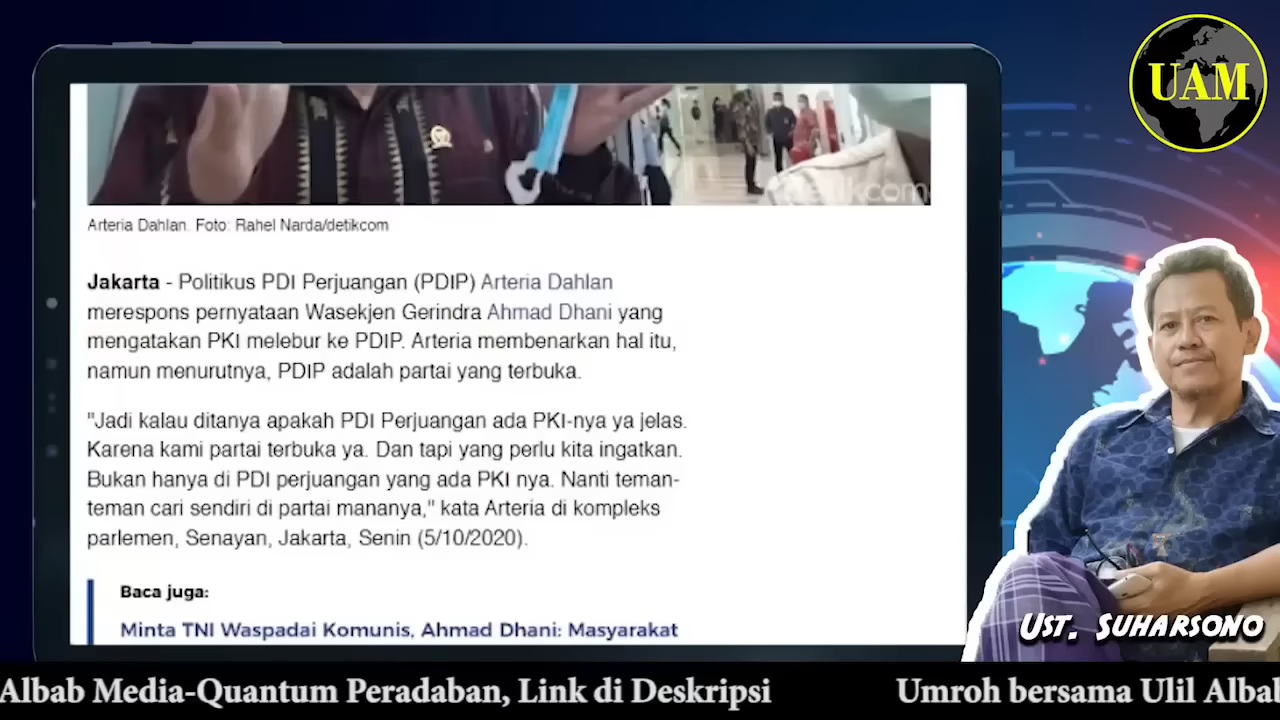 UAM
detikcom
Arteria Dahlan. Foto: Rahel Narda/detikcom
Jakarta - Politikus PDI Perjuangan (PDIP) Arteria Dahlan
merespons pernyataan Wasekjen Gerindra Ahmad Dhani yang
mengatakan PKI melebur ke PDIP. Arteria membenarkan hal itu,
namun menurutnya, PDIP adalah partai yang terbuka.
"Jadi kalau ditanya apakah PDI Perjuangan ada PKI-nya ya jelas.
Karena kami partai terbuka ya. Dan tapi yang perlu kita ingatkan.
Bukan hanya di PDI perjuangan yang ada PKI nya. Nanti teman-
teman cari sendiri di partai mananya," kata Arteria di kompleks
parlemen, Senayan, Jakarta, Senin (5/10/2020).
Baca juga:
Minta TNI Waspadai Komunis, Ahmad Dhani: Masyarakat
UST. SUHARSONO
Albab Media-Quantum Peradaban, Link di Deskripsi Umroh bersama Ulil Albab